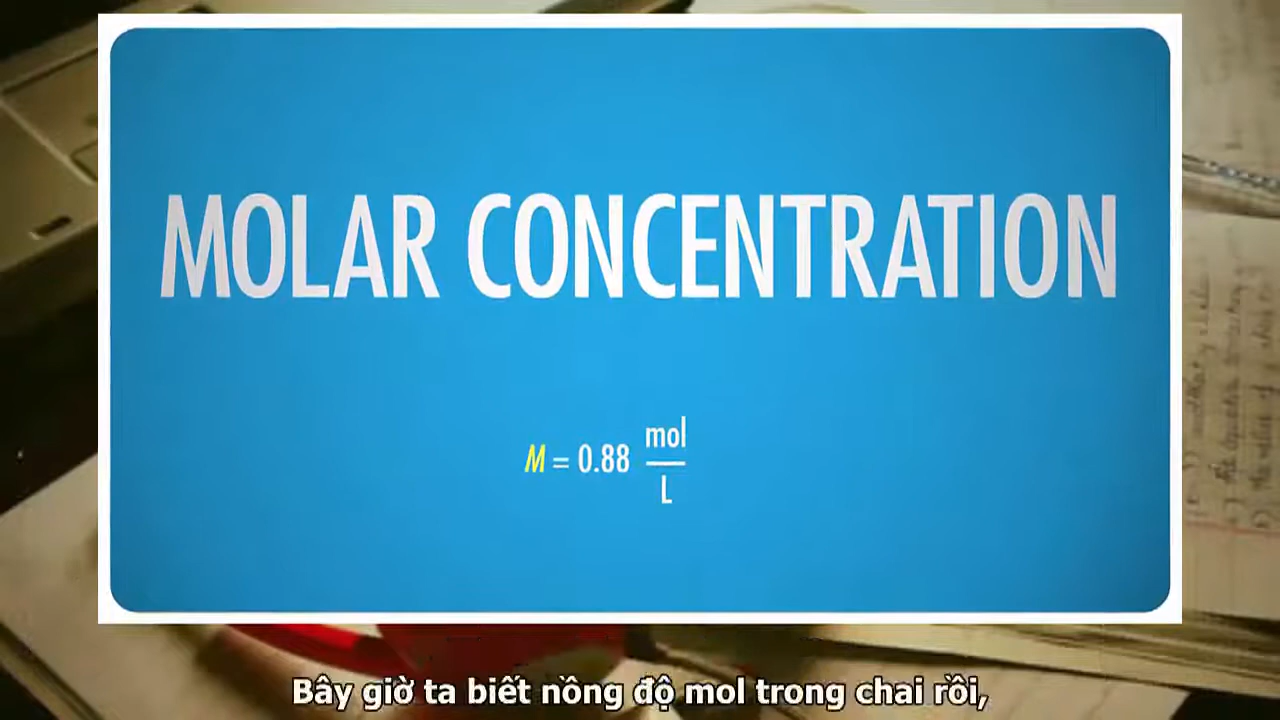 MOLAR CONCENTRATION
M = 0.88 mol/L
Bây giờ ta biết nồng độ mol trong chai rồi,